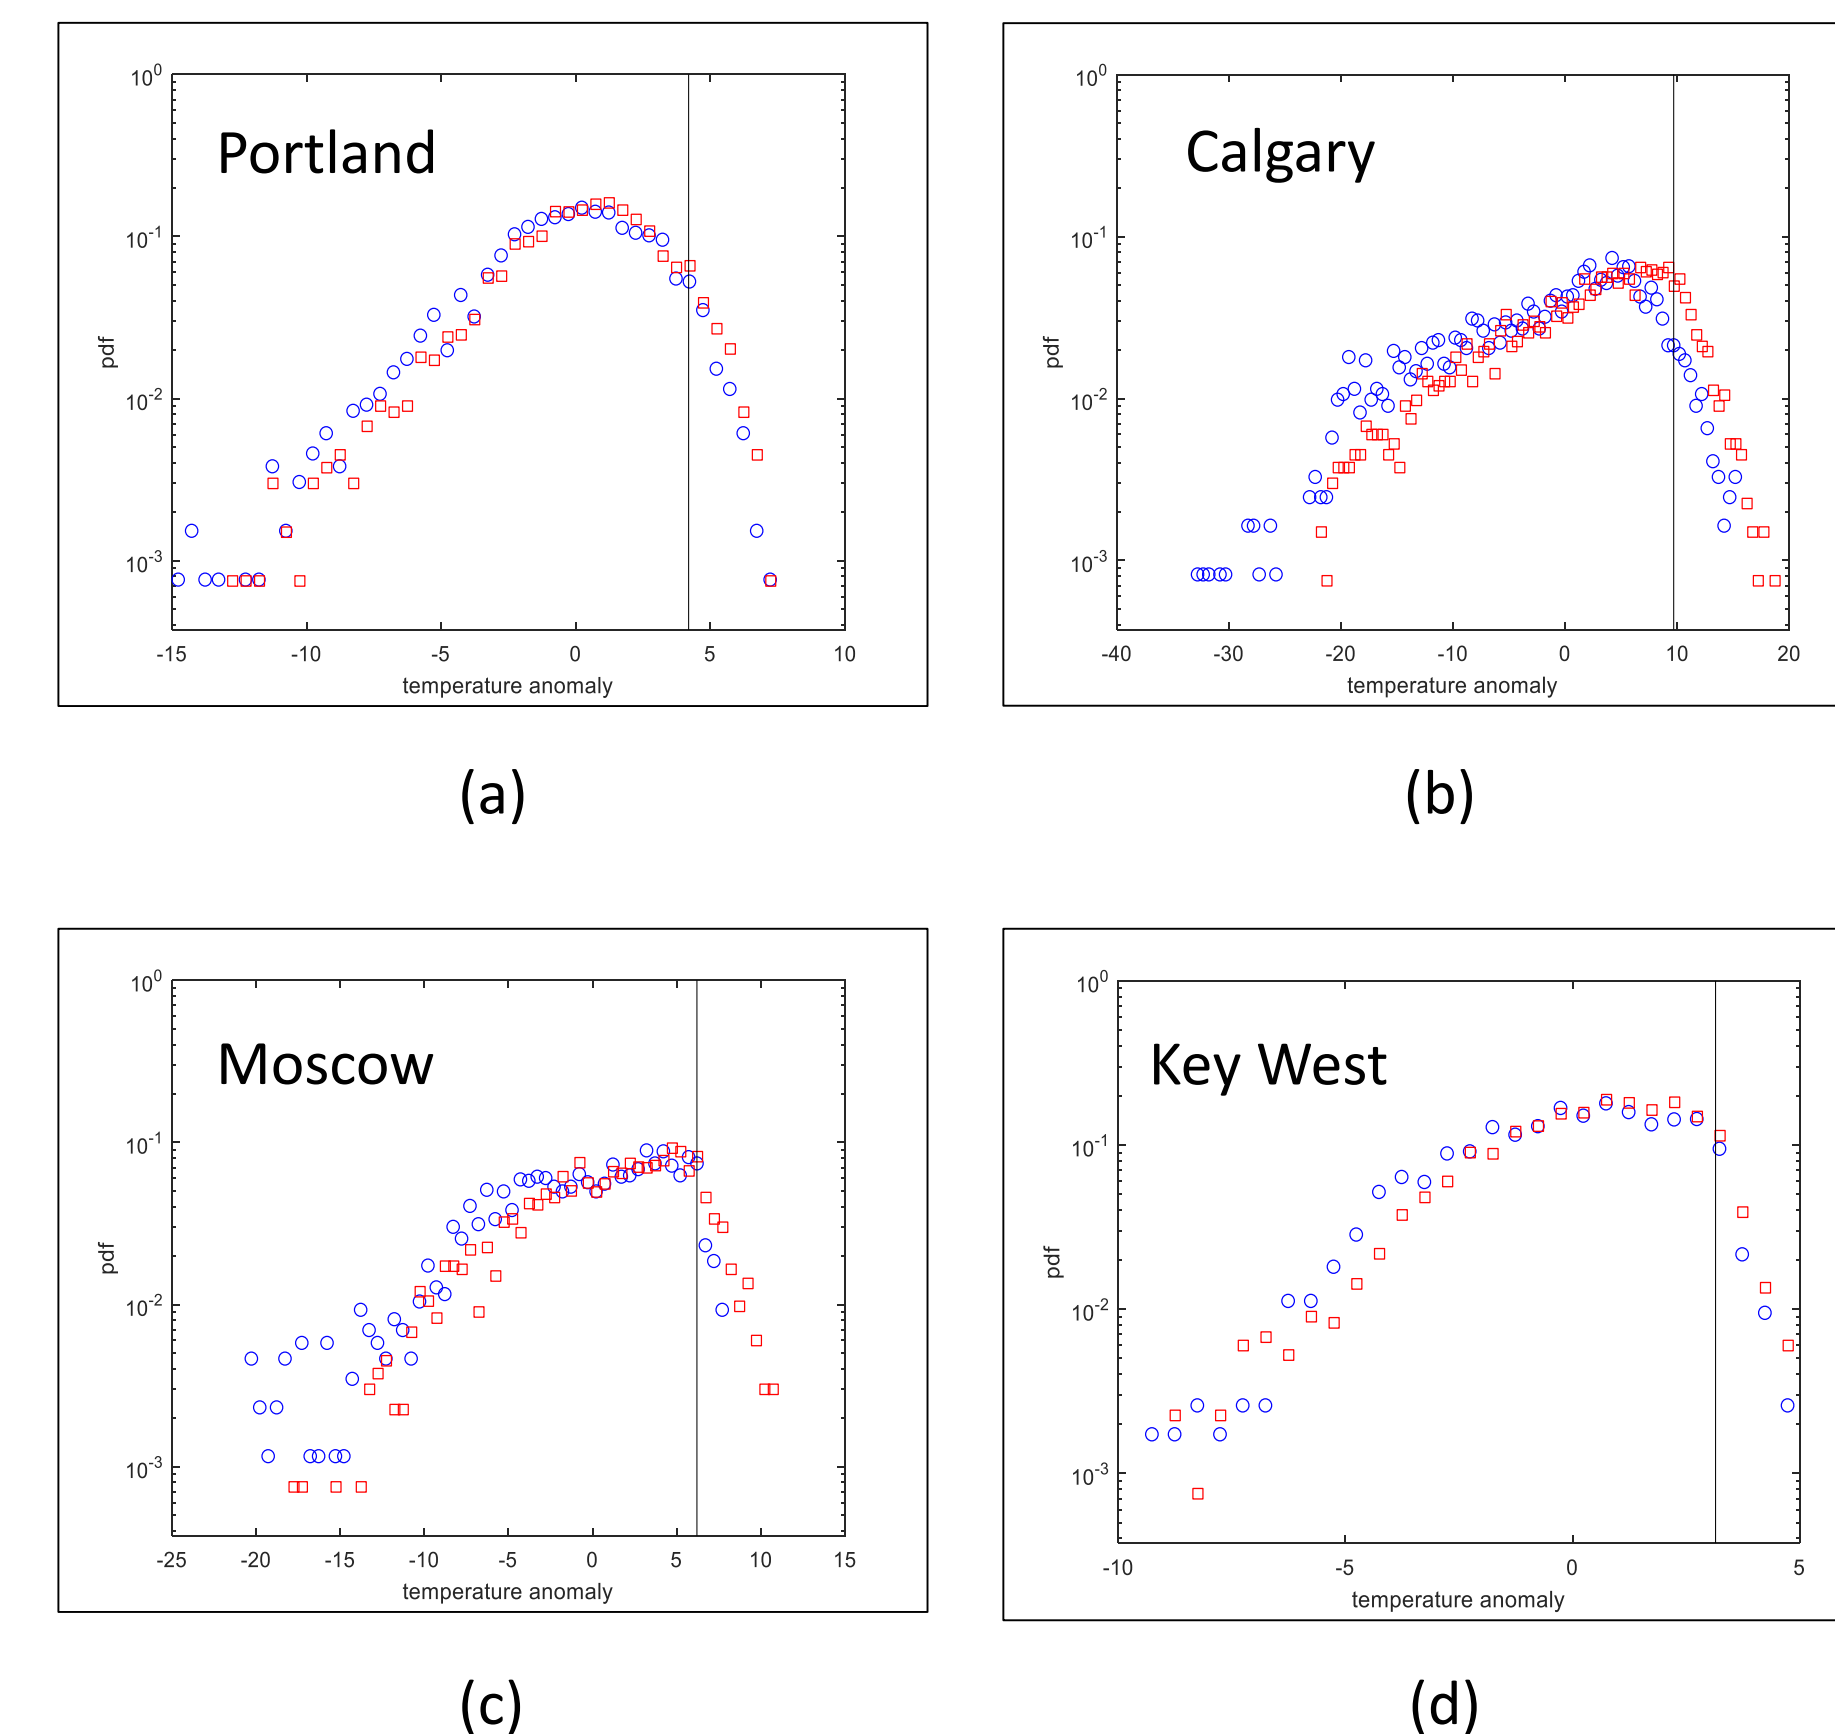 Portland
10^0
10^-1
10^-2
10^-3
pdf
-15 -10 -5 0 5 10
temperature anomaly
(a)
Calgary
10^0
10^-1
10^-2
10^-3
pdf
-40 -30 -20 -10 0 10 20
temperature anomaly
(b)
Moscow
10^0
10^-1
10^-2
10^-3
pdf
-25 -20 -15 -10 -5 0 5 10 15
temperature anomaly
(c)
Key West
10^0
10^-1
10^-2
10^-3
pdf
-10 -5 0 5
temperature anomaly
(d)